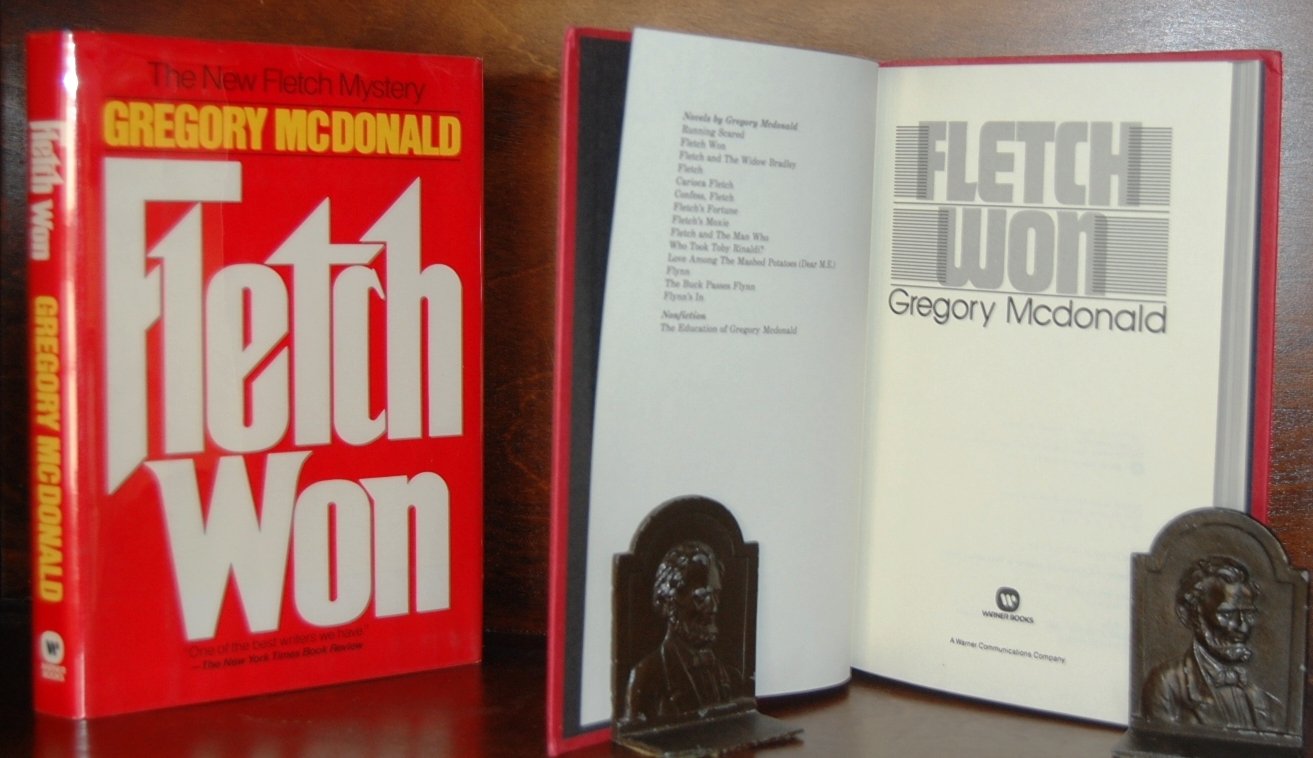 Fletch Won
GREGORY MCDONALD
WARNER
BOOKS
The New Fletch Mystery
GREGORY MCDONALD
Fletch
Won
"One of the best writers we have."
—The New York Times Book Review
Novels by Gregory Mcdonald
Running Scared
Fletch Won
Fletch and The Widow Bradley
Fletch
Carioca Fletch
Confess, Fletch
Fletch's Fortune
Fletch's Moxie
Fletch and The Man Who
Who Took Toby Rinaldi?
Love Among The Mashed Potatoes (Dear M.E.)
Flynn
The Buck Passes Flynn
Flynn's In
Nonfiction
The Education of Gregory Mcdonald
FLETCH
WON
Gregory Mcdonald
WARNER BOOKS
A Warner Communications Company